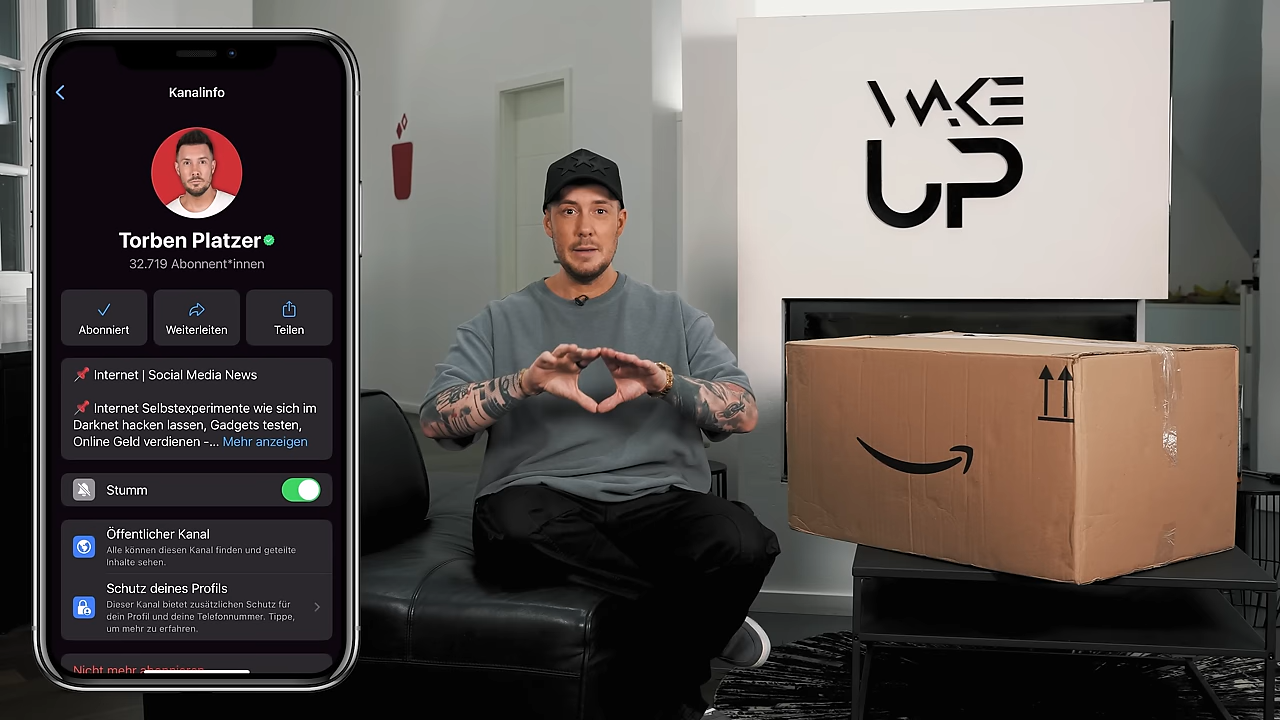 Kanalinfo
Torben Platzer
32.719 Abonnent*innen
Abonniert
Weiterleiten
Teilen
📌 Internet | Social Media News
📌 Internet Selbstexperimente wie sich im
Darknet hacken lassen, Gadgets testen,
Online Geld verdienen -... Mehr anzeigen
Stumm
Öffentlicher Kanal
Alle können diesen Kanal finden und geteilte
Inhalte sehen.
Schutz deines Profils
Dieser Kanal bietet zusätzlichen Schutz für
dein Profil und deine Telefonnummer. Tippe,
um mehr zu erfahren.
Nicht mehr abonnieren
WAKE
UP